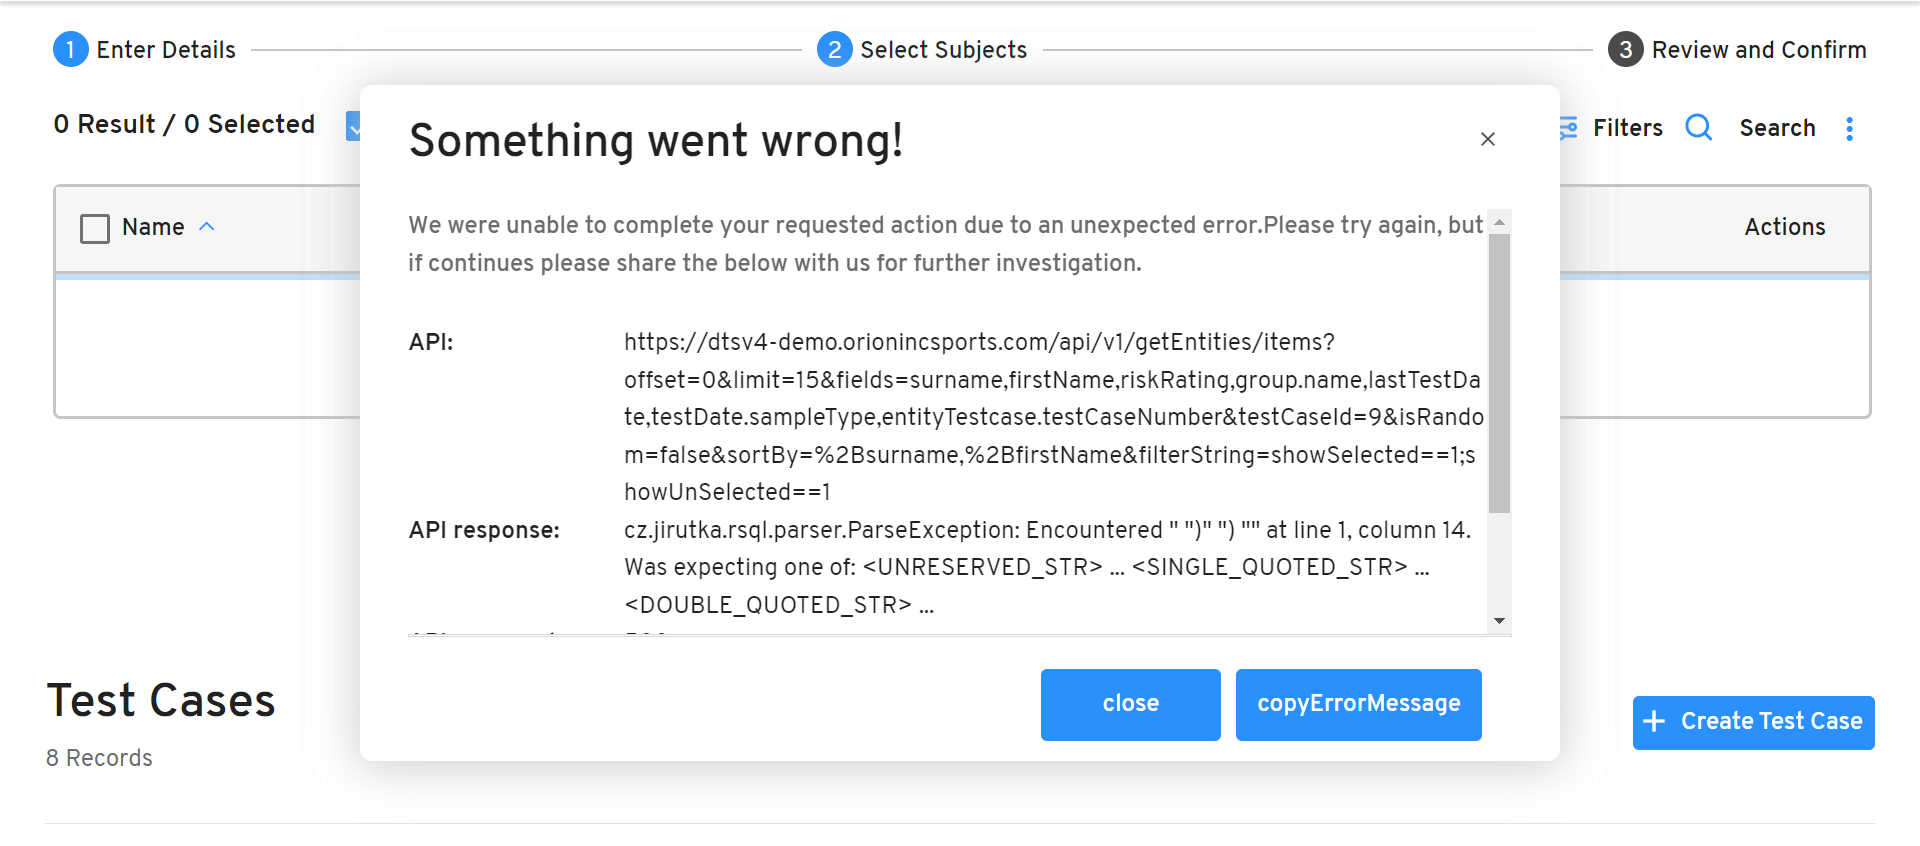 1 Enter Details
2 Select Subjects
3 Review and Confirm
0 Result / 0 Selected
Filters
Search
Name
Actions
Something went wrong!
×
We were unable to complete your requested action due to an unexpected error.Please try again, but
if continues please share the below with us for further investigation.
API:
https://dtsv4-demo.orionincsports.com/api/v1/getEntities/items?
offset=0&limit=15&fields=surname,firstName,riskRating,group.name,lastTestDa
te,testDate.sampleType,entityTestcase.testCaseNumber&testCaseId=9&isRando
m=false&sortBy=%2Bsurname,%2BfirstName&filterString=showSelected==1;s
howUnSelected==1
API response:
cz.jirutka.rsql.parser.ParseException: Encountered " ")" ") "" at line 1, column 14.
Was expecting one of: <UNRESERVED_STR> ... <SINGLE_QUOTED_STR> ...
<DOUBLE_QUOTED_STR> ...
close
copyErrorMessage
Test Cases
8 Records
+ Create Test Case